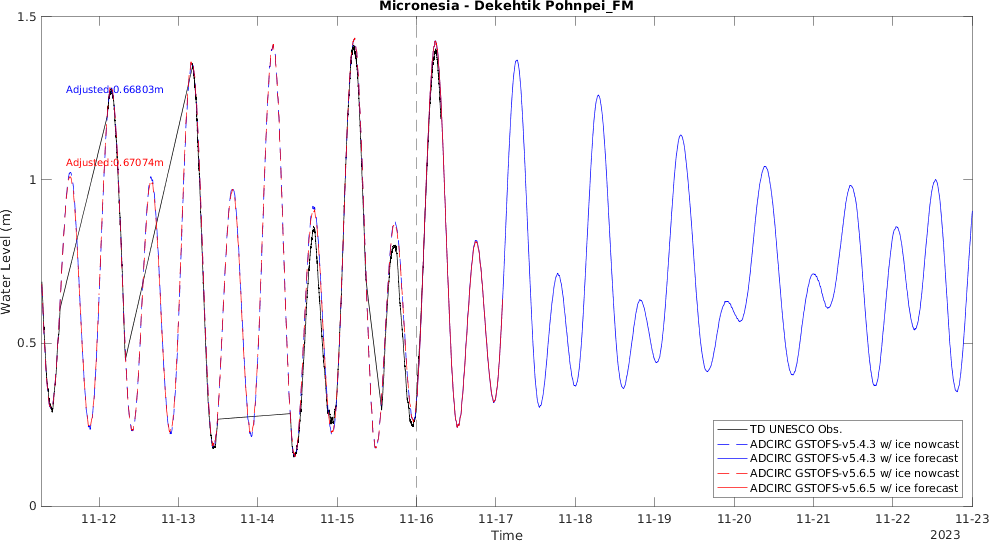 Micronesia - Dekehtik Pohnpei_FM
1.5
1
0.5
0
Water Level (m)
Adjusted:0.66803m
Adjusted:0.67074m
TD UNESCO Obs.
ADCIRC GSTOFS-v5.4.3 w/ ice nowcast
ADCIRC GSTOFS-v5.4.3 w/ ice forecast
ADCIRC GSTOFS-v5.6.5 w/ ice nowcast
ADCIRC GSTOFS-v5.6.5 w/ ice forecast
11-12 11-13 11-14 11-15 11-16 11-17 11-18 11-19 11-20 11-21 11-22 11-23
Time
2023